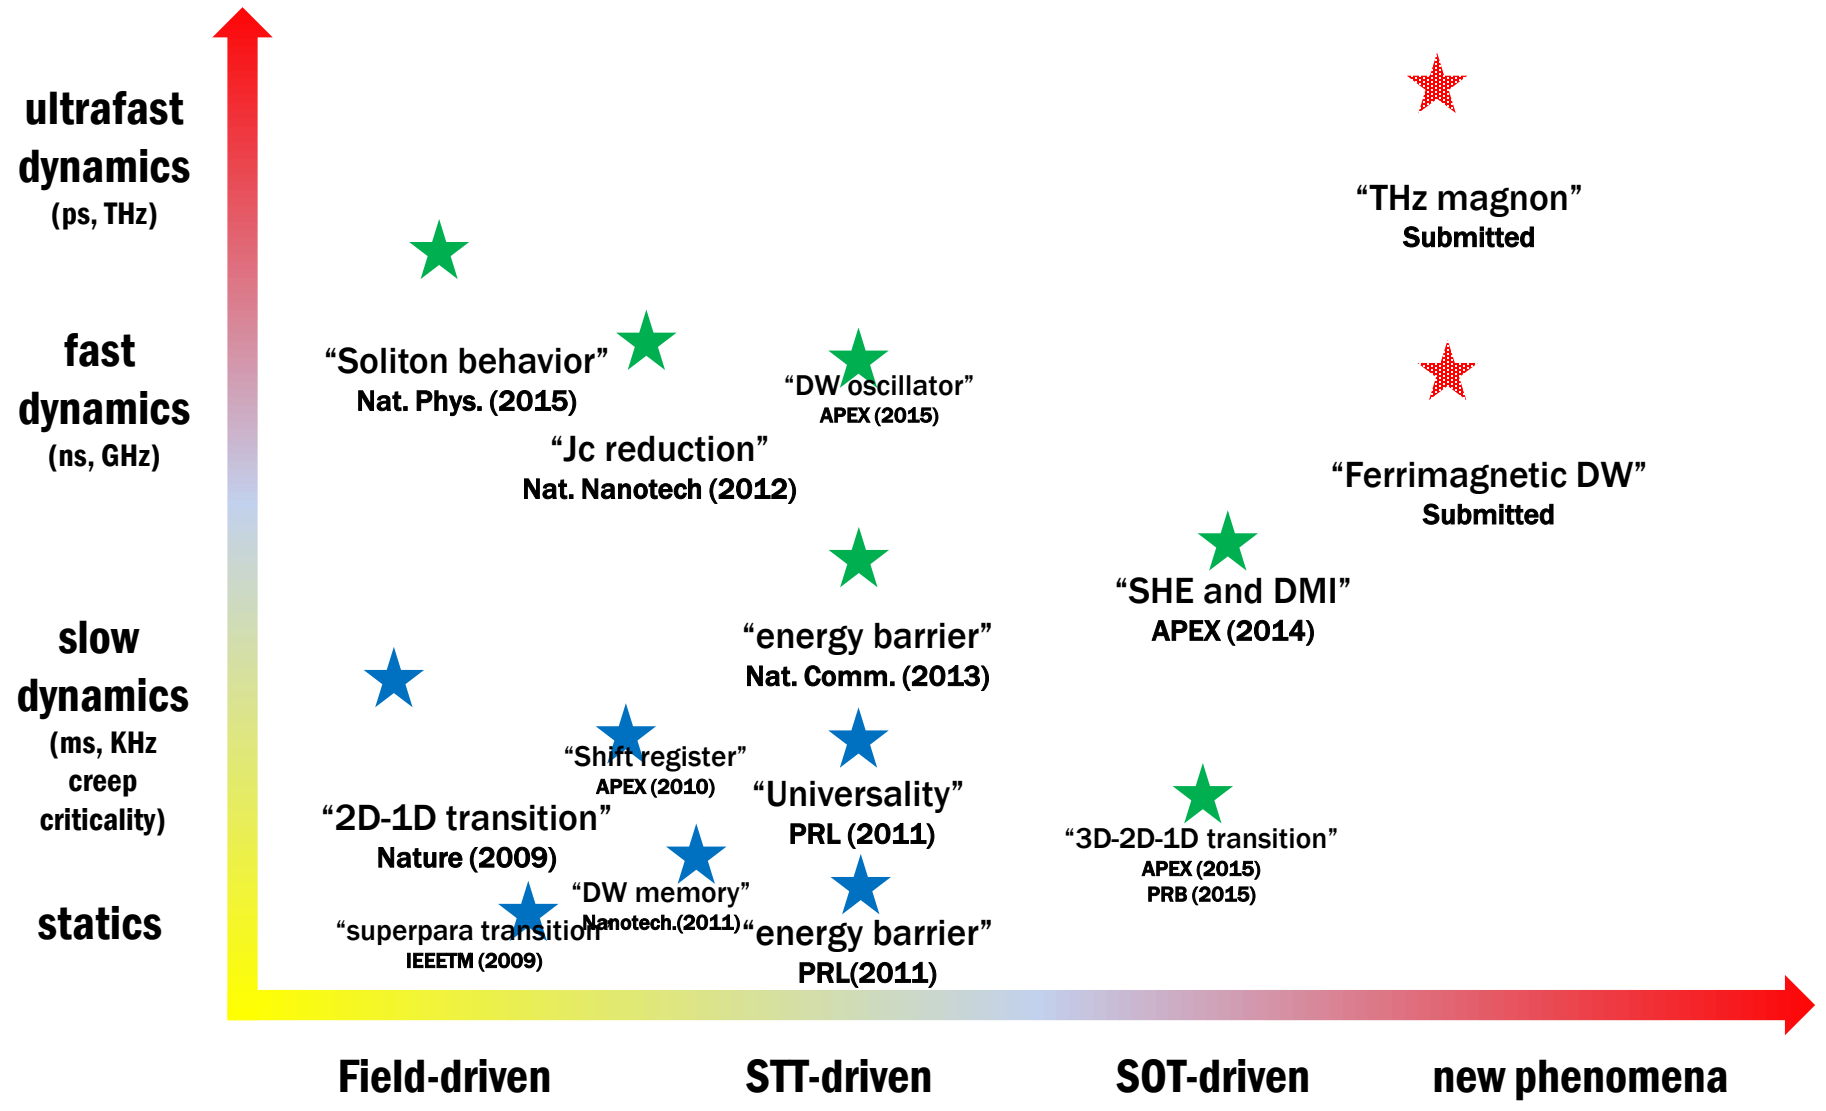 ultrafast
dynamics
(ps, THz)
“THz magnon”
Submitted
fast
dynamics
(ns, GHz)
“Soliton behavior”
Nat. Phys. (2015)
“DW oscillator”
APEX (2015)
“Jc reduction”
Nat. Nanotech (2012)
“Ferrimagnetic DW”
Submitted
“SHE and DMI”
APEX (2014)
slow
dynamics
(ms, KHz
creep
criticality)
“energy barrier”
Nat. Comm. (2013)
“Shift register”
APEX (2010)
“Universality”
PRL (2011)
“2D-1D transition”
Nature (2009)
“3D-2D-1D transition”
APEX (2015)
PRB (2015)
statics
“DW memory”
Nanotech.(2011)
“superpara transition”
IEEETM (2009)
“energy barrier”
PRL(2011)
Field-driven
STT-driven
SOT-driven
new phenomena